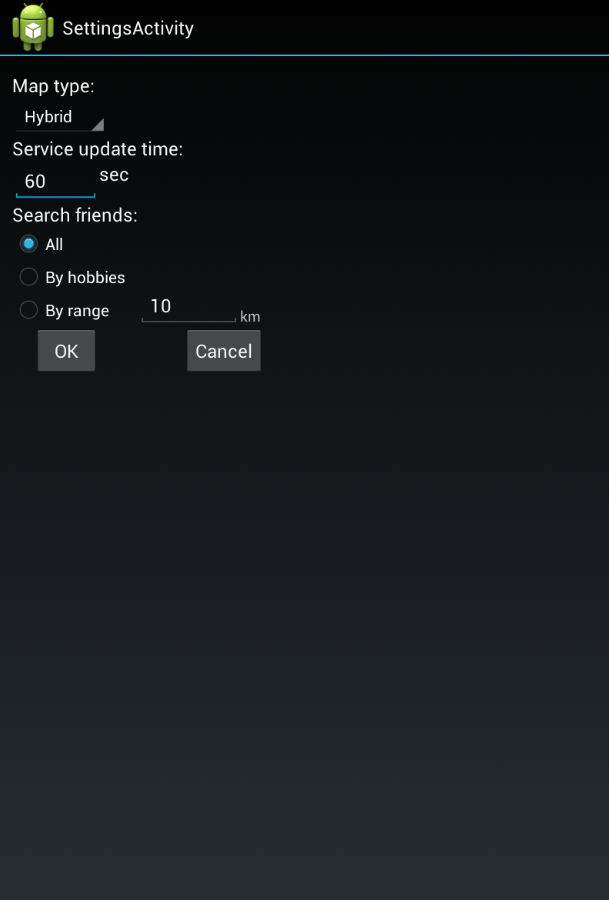 SettingsActivity
Map type:
Hybrid
Service update time:
60 sec
Search friends:
All
By hobbies
By range 10 km
OK Cancel